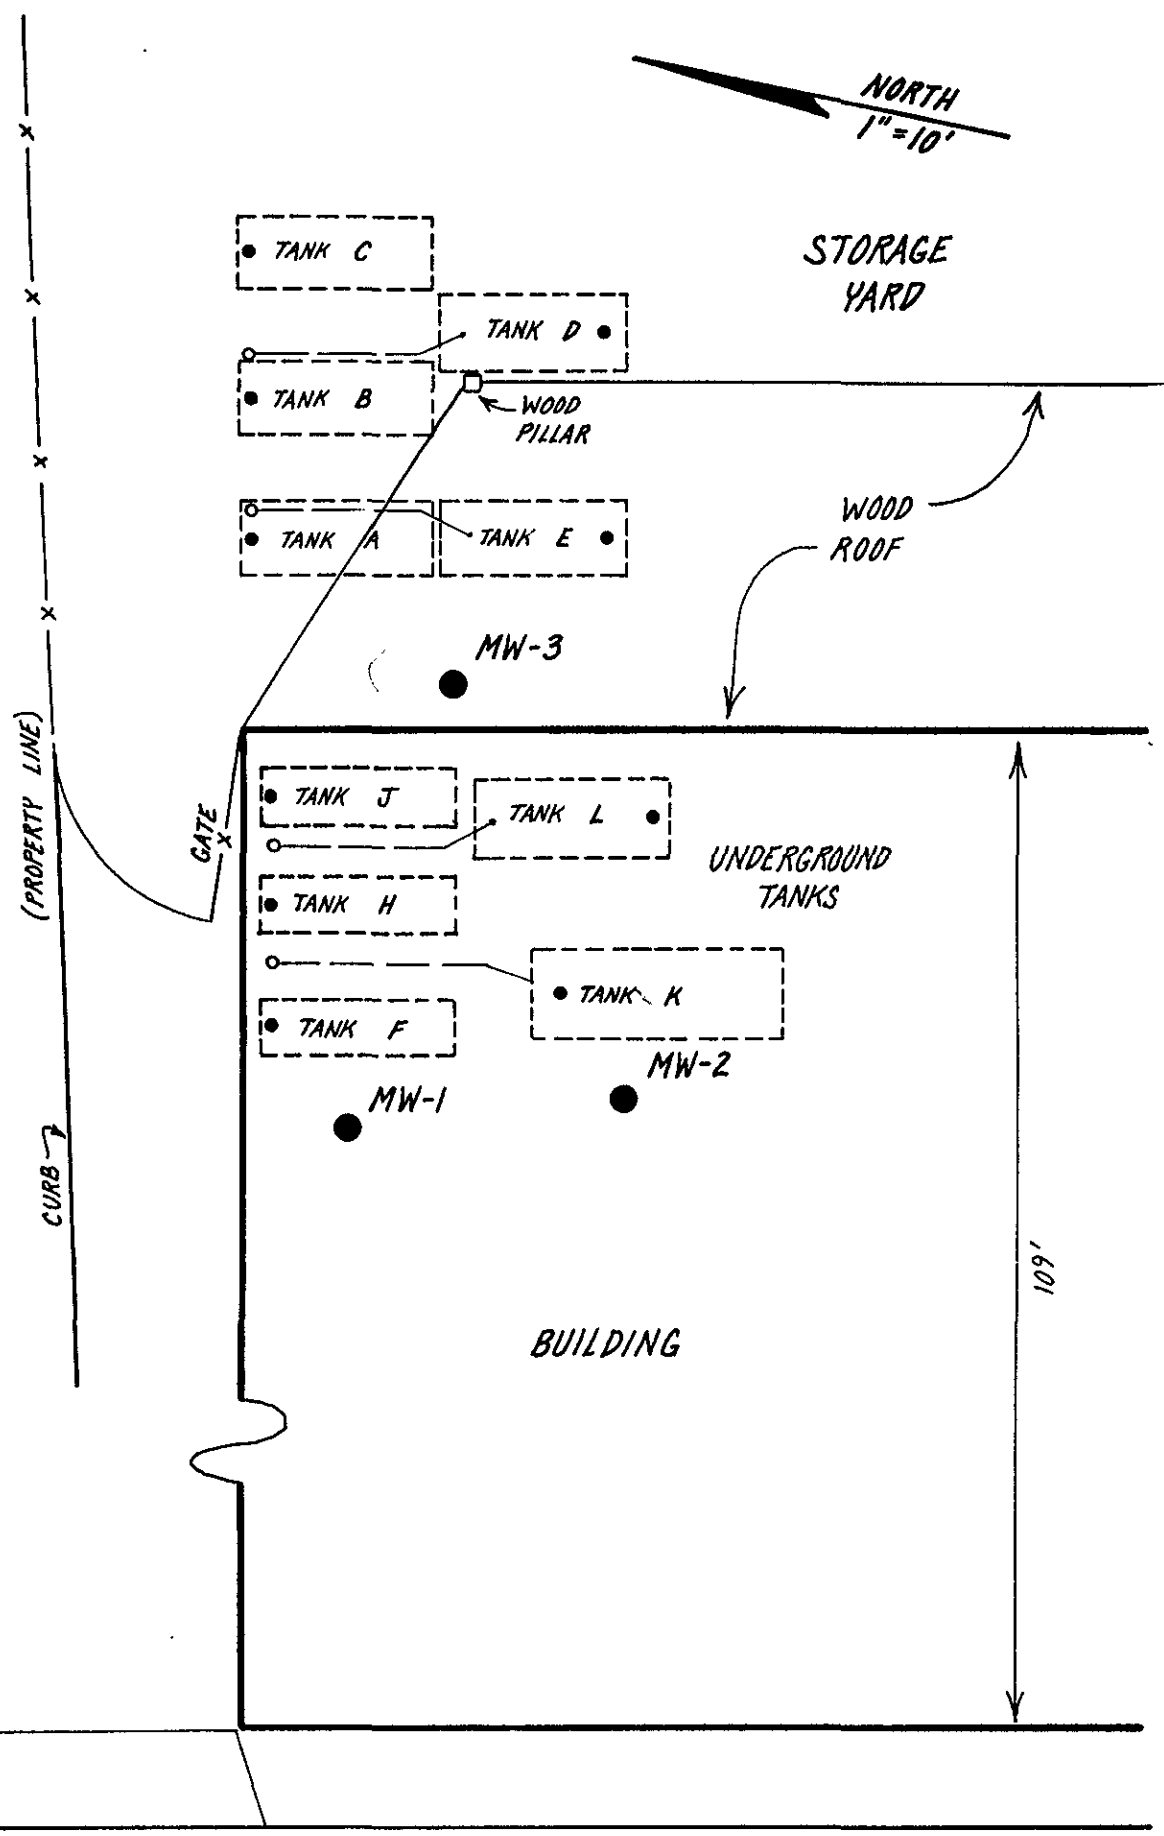 NORTH
1"=10'
STORAGE
YARD
TANK C
TANK D
TANK B
WOOD
PILLAR
WOOD
ROOF
TANK A
TANK E
MW-3
(PROPERTY LINE)
GATE
TANK J
TANK L
UNDERGROUND
TANKS
TANK H
TANK K
TANK F
MW-2
MW-1
CURB
109'
BUILDING